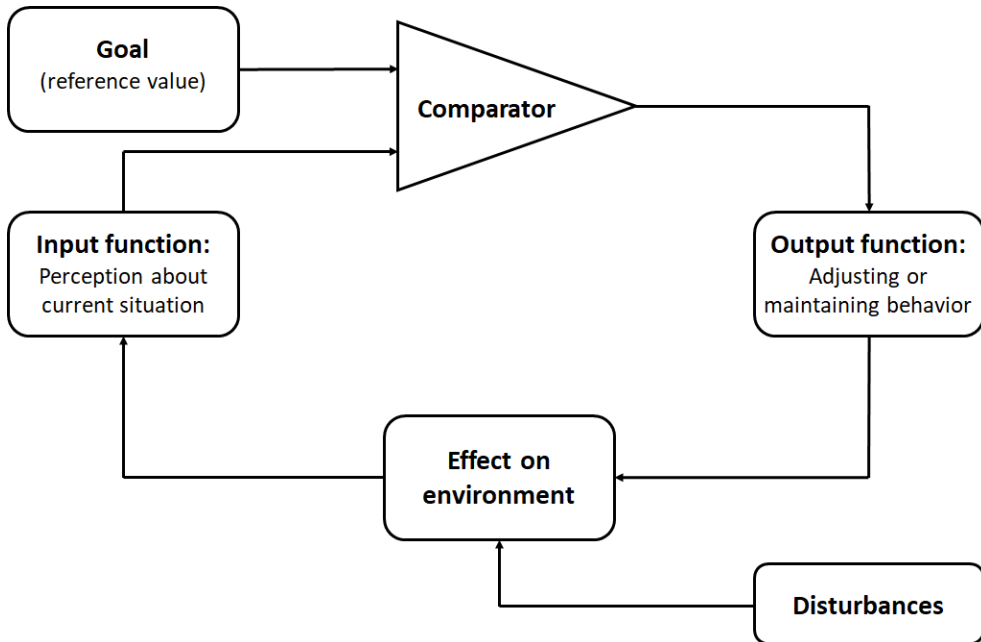 Goal
(reference value)
Comparator
Input function:
Perception about
current situation
Output function:
Adjusting or
maintaining behavior
Effect on
environment
Disturbances